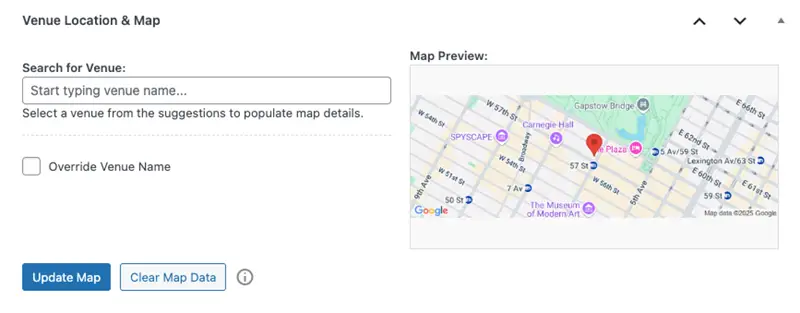 Venue Location & Map
Search for Venue:
Start typing venue name...
Select a venue from the suggestions to populate map details.
Override Venue Name
Update Map
Clear Map Data
Map Preview:
Gapstow Bridge
E 66th St
W 57th St
W 54th St
Carnegie Hall
SPYSCAPE
Broadway
E 62nd St
The Plaza
5 Av/59 St
Lexington Av/63 St
W 54th St
57 St
W 51st St
W 56th St
E 61st St
E 60th St
9th Ave
7 Av
5th Ave
59 St
50 St
The Museum
of Modern Art
Google
Map data ©2025 Google